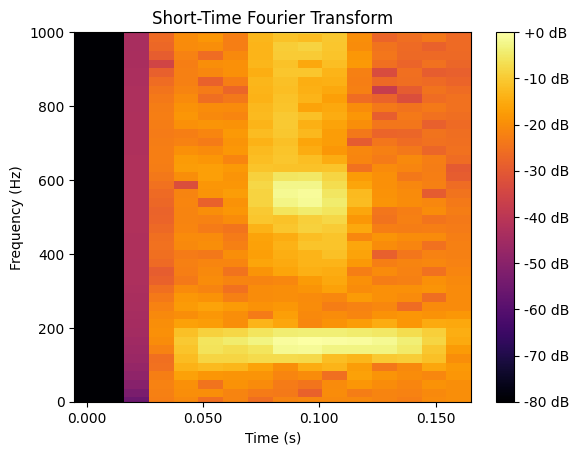 Short-Time Fourier Transform
Frequency (Hz)
1000
800
600
400
200
0
0.000
0.050
0.100
0.150
Time (s)
+0 dB
-10 dB
-20 dB
-30 dB
-40 dB
-50 dB
-60 dB
-70 dB
-80 dB